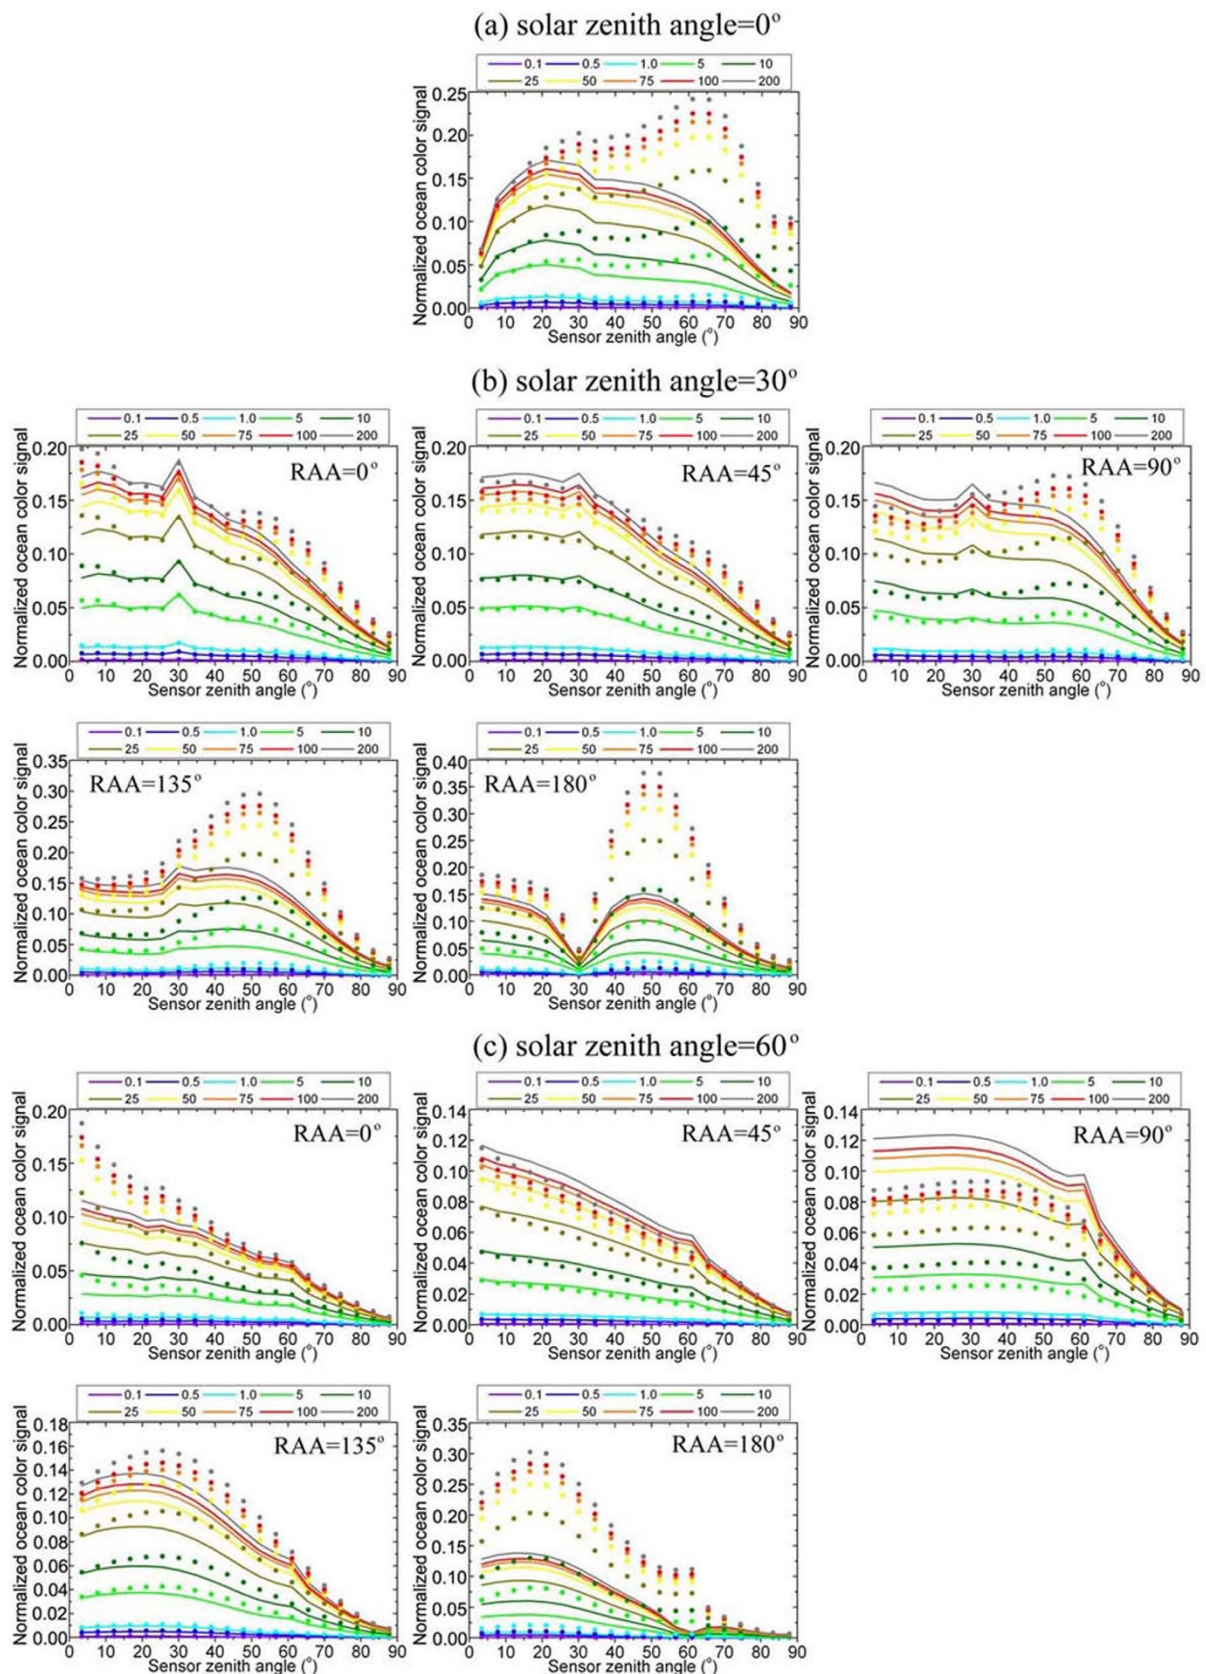 (a) solar zenith angle=0°
0.1 0.5 1.0 5 10
25 50 75 100 200
Normalized ocean color signal
0.25
0.20
0.15
0.10
0.05
0.00
0 10 20 30 40 50 60 70 80 90
Sensor zenith angle (°)
(b) solar zenith angle=30°
0.1 0.5 1.0 5 10
25 50 75 100 200
RAA=0°
Normalized ocean color signal
0.20
0.15
0.10
0.05
0.00
0 10 20 30 40 50 60 70 80 90
Sensor zenith angle (°)
0.1 0.5 1.0 5 10
25 50 75 100 200
RAA=45°
Normalized ocean color signal
0.20
0.15
0.10
0.05
0.00
0 10 20 30 40 50 60 70 80 90
Sensor zenith angle (°)
0.1 0.5 1.0 5 10
25 50 75 100 200
RAA=90°
Normalized ocean color signal
0.20
0.15
0.10
0.05
0.00
0 10 20 30 40 50 60 70 80 90
Sensor zenith angle (°)
0.1 0.5 1.0 5 10
25 50 75 100 200
RAA=135°
Normalized ocean color signal
0.35
0.30
0.25
0.20
0.15
0.10
0.05
0.00
0 10 20 30 40 50 60 70 80 90
Sensor zenith angle (°)
0.1 0.5 1.0 5 10
25 50 75 100 200
RAA=180°
Normalized ocean color signal
0.40
0.35
0.30
0.25
0.20
0.15
0.10
0.05
0.00
0 10 20 30 40 50 60 70 80 90
Sensor zenith angle (°)
(c) solar zenith angle=60°
0.1 0.5 1.0 5 10
25 50 75 100 200
RAA=0°
Normalized ocean color signal
0.20
0.15
0.10
0.05
0.00
0 10 20 30 40 50 60 70 80 90
Sensor zenith angle (°)
0.1 0.5 1.0 5 10
25 50 75 100 200
RAA=45°
Normalized ocean color signal
0.14
0.12
0.10
0.08
0.06
0.04
0.02
0.00
0 10 20 30 40 50 60 70 80 90
Sensor zenith angle (°)
0.1 0.5 1.0 5 10
25 50 75 100 200
RAA=90°
Normalized ocean color signal
0.14
0.12
0.10
0.08
0.06
0.04
0.02
0.00
0 10 20 30 40 50 60 70 80 90
Sensor zenith angle (°)
0.1 0.5 1.0 5 10
25 50 75 100 200
RAA=135°
Normalized ocean color signal
0.18
0.16
0.14
0.12
0.10
0.08
0.06
0.04
0.02
0.00
0 10 20 30 40 50 60 70 80 90
Sensor zenith angle (°)
0.1 0.5 1.0 5 10
25 50 75 100 200
RAA=180°
Normalized ocean color signal
0.35
0.30
0.25
0.20
0.15
0.10
0.05
0.00
0 10 20 30 40 50 60 70 80 90
Sensor zenith angle (°)